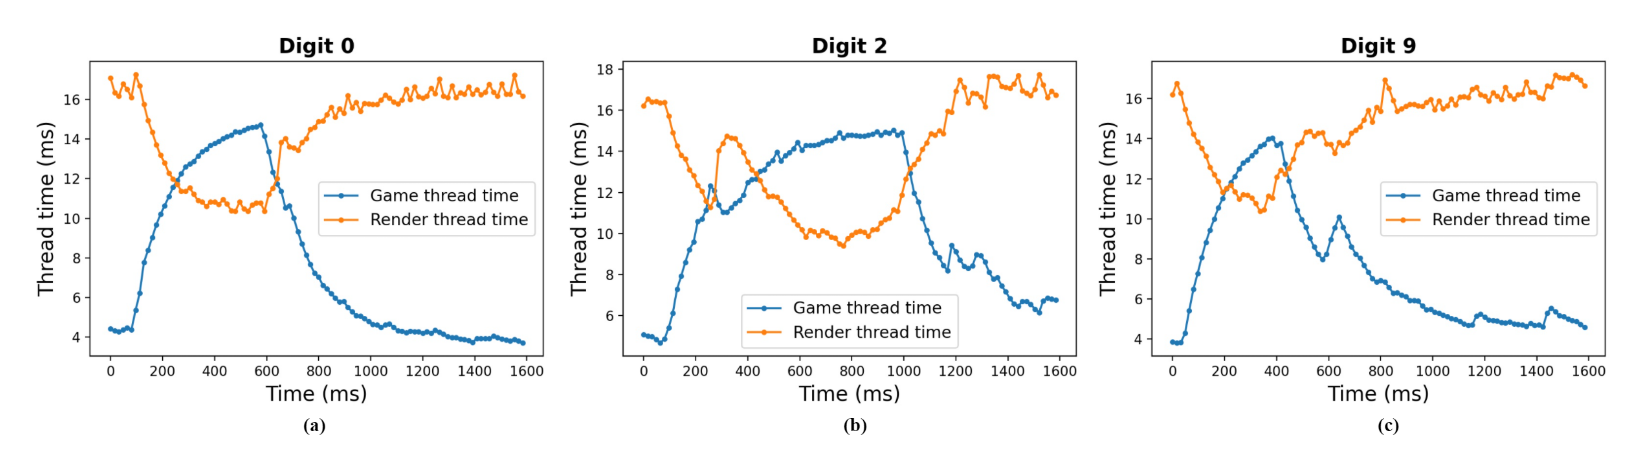 Digit 0
Thread time (ms)
16
14
12
10
8
6
4
Game thread time
Render thread time
0 200 400 600 800 1000 1200 1400 1600
Time (ms)
(a)
Digit 2
Thread time (ms)
18
16
14
12
10
8
6
Game thread time
Render thread time
0 200 400 600 800 1000 1200 1400 1600
Time (ms)
(b)
Digit 9
Thread time (ms)
16
14
12
10
8
6
4
Game thread time
Render thread time
0 200 400 600 800 1000 1200 1400 1600
Time (ms)
(c)